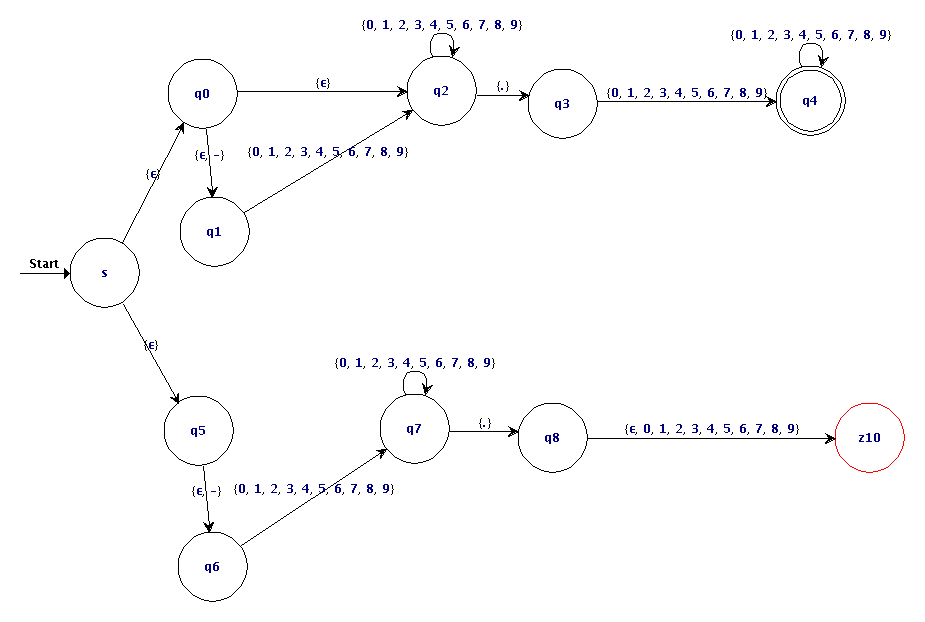 {0, 1, 2, 3, 4, 5, 6, 7, 8, 9}
{0, 1, 2, 3, 4, 5, 6, 7, 8, 9}
q0
{ϵ}
q2
{.}
q3
{0, 1, 2, 3, 4, 5, 6, 7, 8, 9}
q4
{ϵ, -}
{0, 1, 2, 3, 4, 5, 6, 7, 8, 9}
{ϵ}
q1
Start
s
{ϵ}
{0, 1, 2, 3, 4, 5, 6, 7, 8, 9}
q5
q7
{.}
q8
{ϵ, 0, 1, 2, 3, 4, 5, 6, 7, 8, 9}
z10
{ϵ, -}
{0, 1, 2, 3, 4, 5, 6, 7, 8, 9}
q6